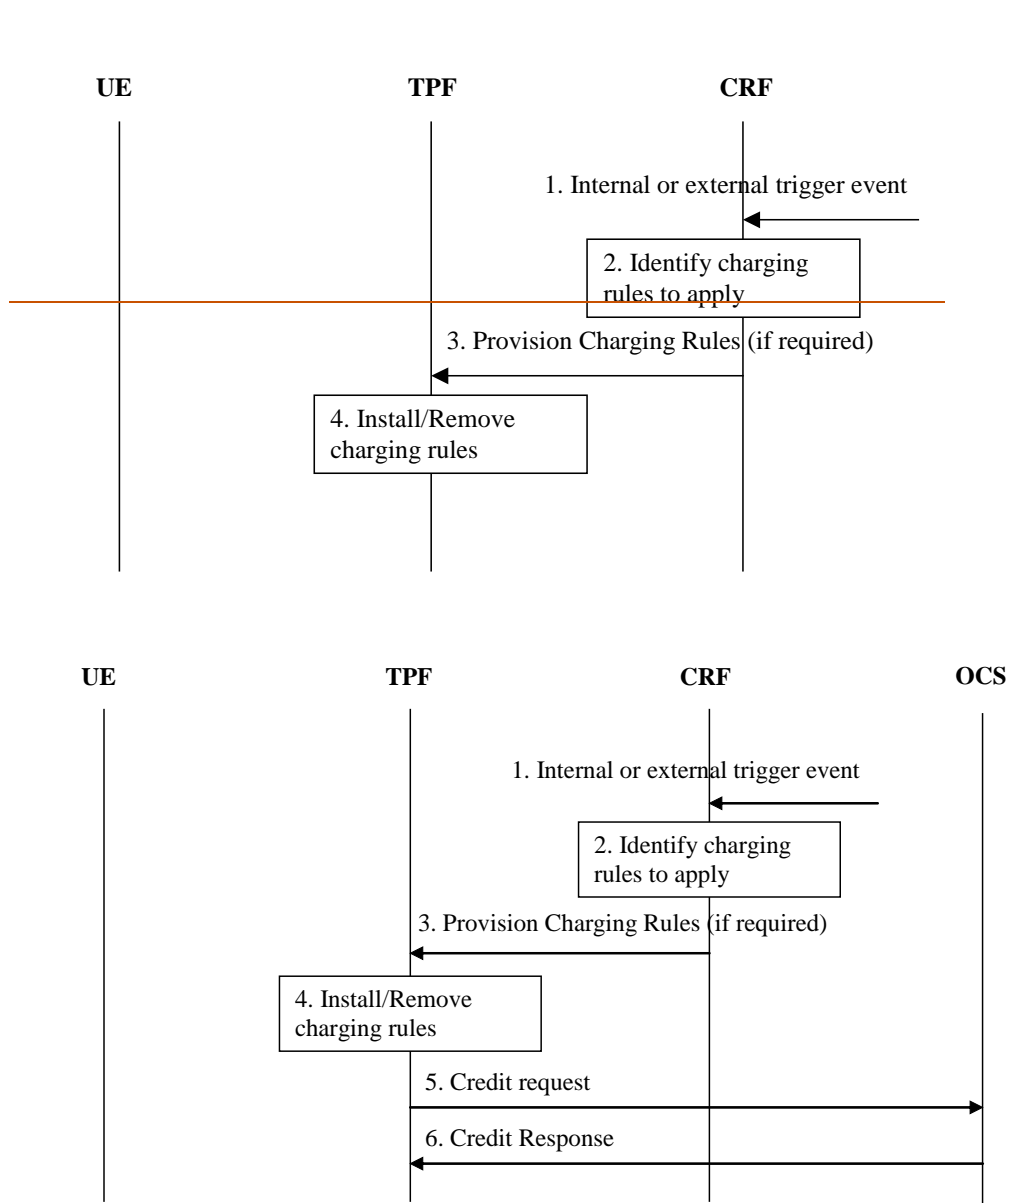 UE TPF CRF
1. Internal or external trigger event
2. Identify charging
rules to apply
3. Provision Charging Rules (if required)
4. Install/Remove
charging rules
UE TPF CRF OCS
1. Internal or external trigger event
2. Identify charging
rules to apply
3. Provision Charging Rules (if required)
4. Install/Remove
charging rules
5. Credit request
6. Credit Response